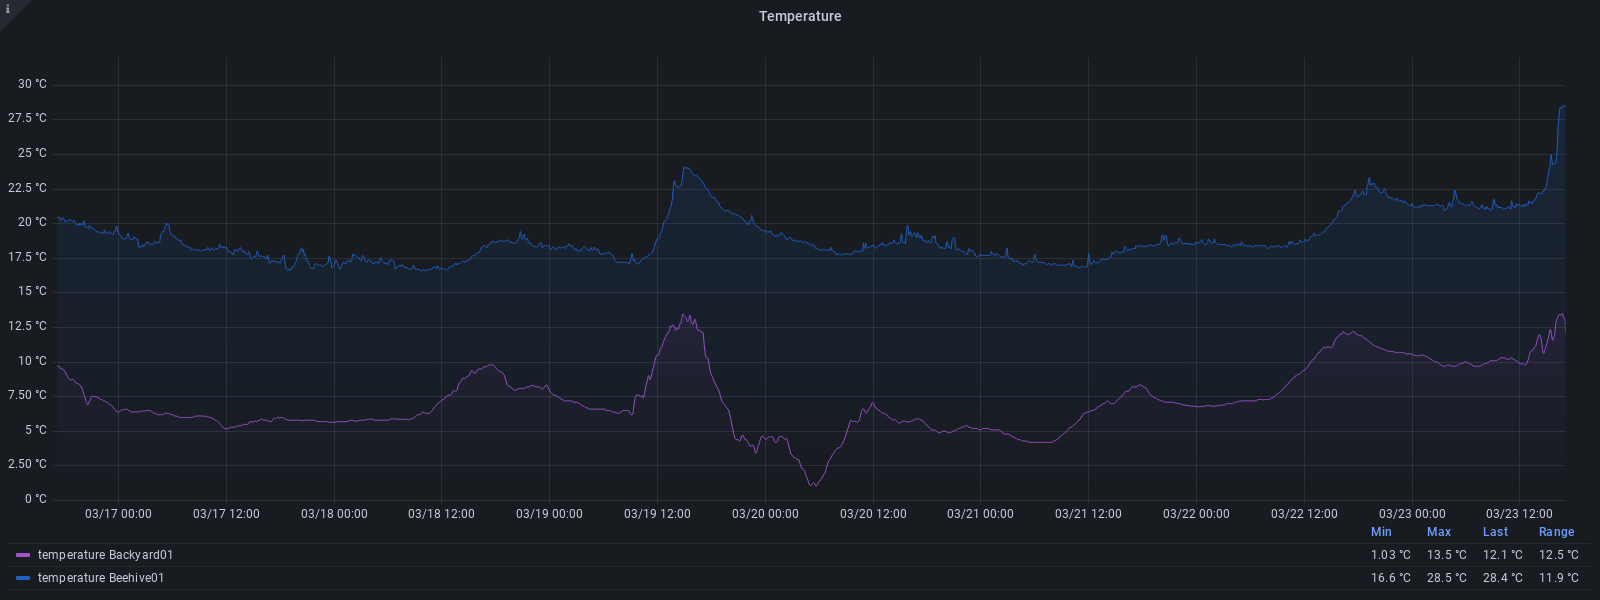 i
Temperature
30 °C
27.5 °C
25 °C
22.5 °C
20 °C
17.5 °C
15 °C
12.5 °C
10 °C
7.50 °C
5 °C
2.50 °C
0 °C
03/17 00:00 03/17 12:00 03/18 00:00 03/18 12:00 03/19 00:00 03/19 12:00 03/20 00:00 03/20 12:00 03/21 00:00 03/21 12:00 03/22 00:00 03/22 12:00 03/23 00:00 03/23 12:00
Min Max Last Range
temperature Backyard01 1.03 °C 13.5 °C 12.1 °C 12.5 °C
temperature Beehive01 16.6 °C 28.5 °C 28.4 °C 11.9 °C